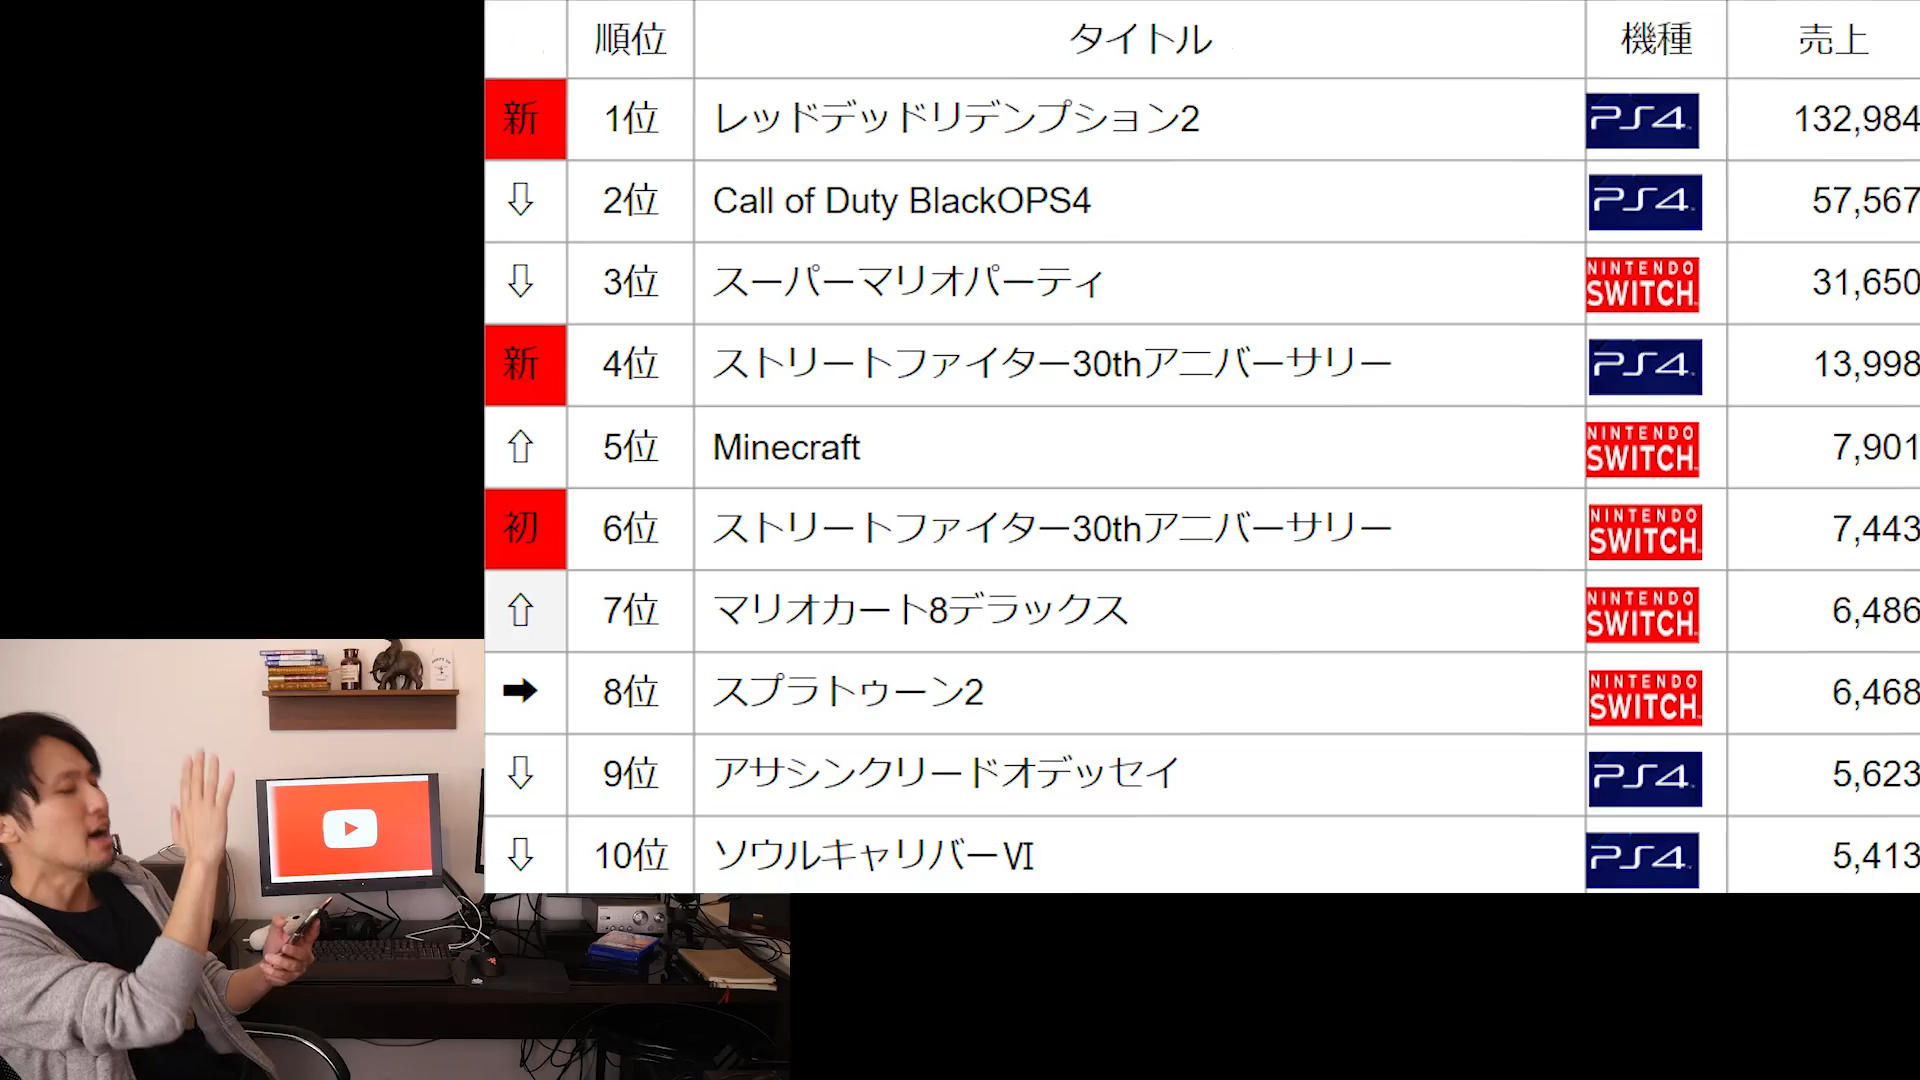 順位 タイトル 機種 売上
新 1位 レッドデッドリデンプション2 PS4 132,984
⇩ 2位 Call of Duty BlackOPS4 PS4 57,567
⇩ 3位 スーパーマリオパーティ NINTENDO SWITCH 31,650
新 4位 ストリートファイター30thアニバーサリー PS4 13,998
⇧ 5位 Minecraft NINTENDO SWITCH 7,901
初 6位 ストリートファイター30thアニバーサリー NINTENDO SWITCH 7,443
⇧ 7位 マリオカート8デラックス NINTENDO SWITCH 6,486
➡ 8位 スプラトゥーン2 NINTENDO SWITCH 6,468
⇩ 9位 アサシンクリードオデッセイ PS4 5,623
⇩ 10位 ソウルキャリバーⅥ PS4 5,413